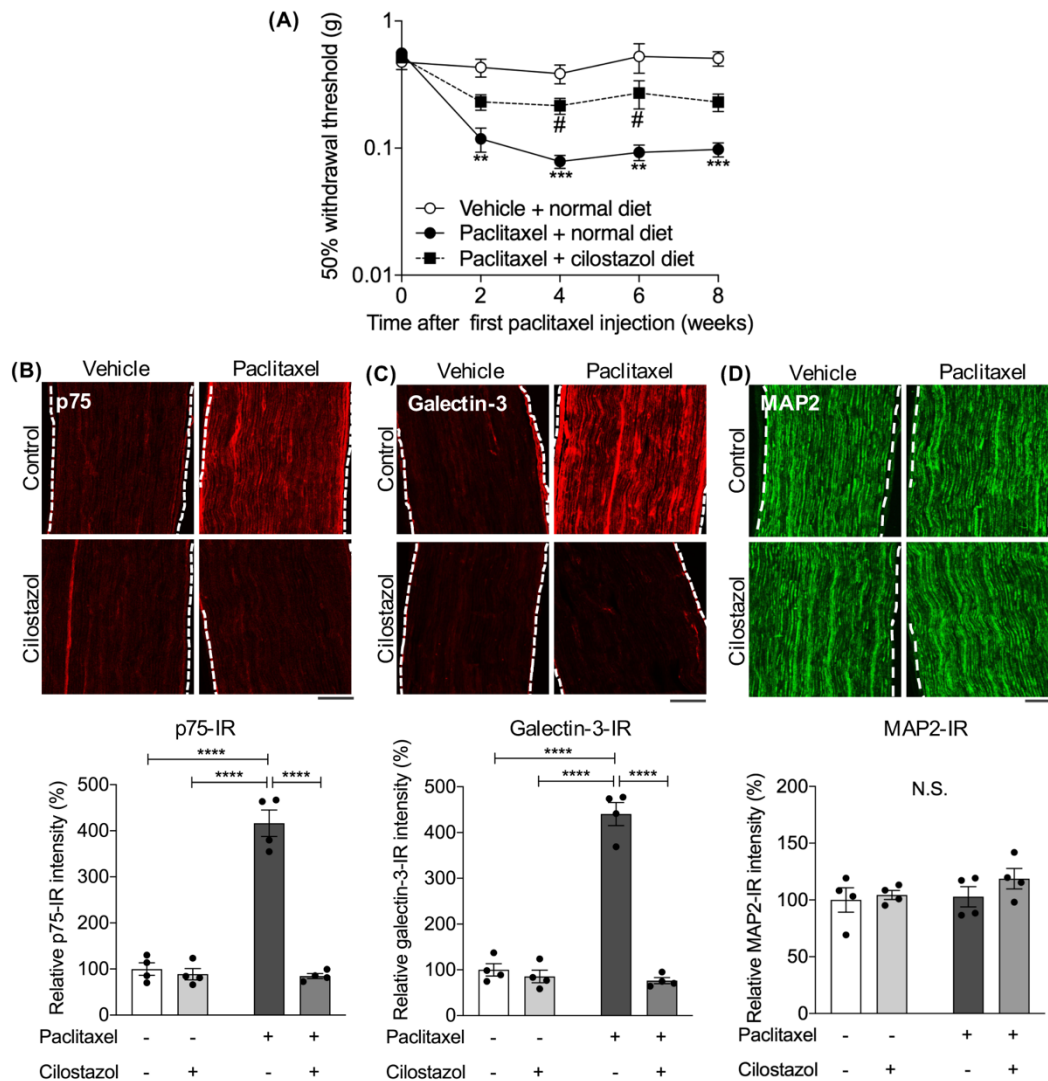 (A)
50% withdrawal threshold (g)
1
0.1
0.01
# #
** *** ** ***
Vehicle + normal diet
Paclitaxel + normal diet
Paclitaxel + cilostazol diet
0 2 4 6 8
Time after first paclitaxel injection (weeks)
(B)
Vehicle Paclitaxel
p75
Control
Cilostazol
(C)
Vehicle Paclitaxel
Galectin-3
Control
Cilostazol
(D)
Vehicle Paclitaxel
MAP2
Control
Cilostazol
p75-IR
****
**** ****
Relative p75-IR intensity (%)
500
400
300
200
100
0
Paclitaxel - - + +
Cilostazol - + - +
Galectin-3-IR
****
**** ****
Relative galectin-3-IR intensity (%)
500
400
300
200
100
0
- - + +
- + - +
MAP2-IR
N.S.
Relative MAP2-IR intensity (%)
200
150
100
50
0
- - + +
- + - +